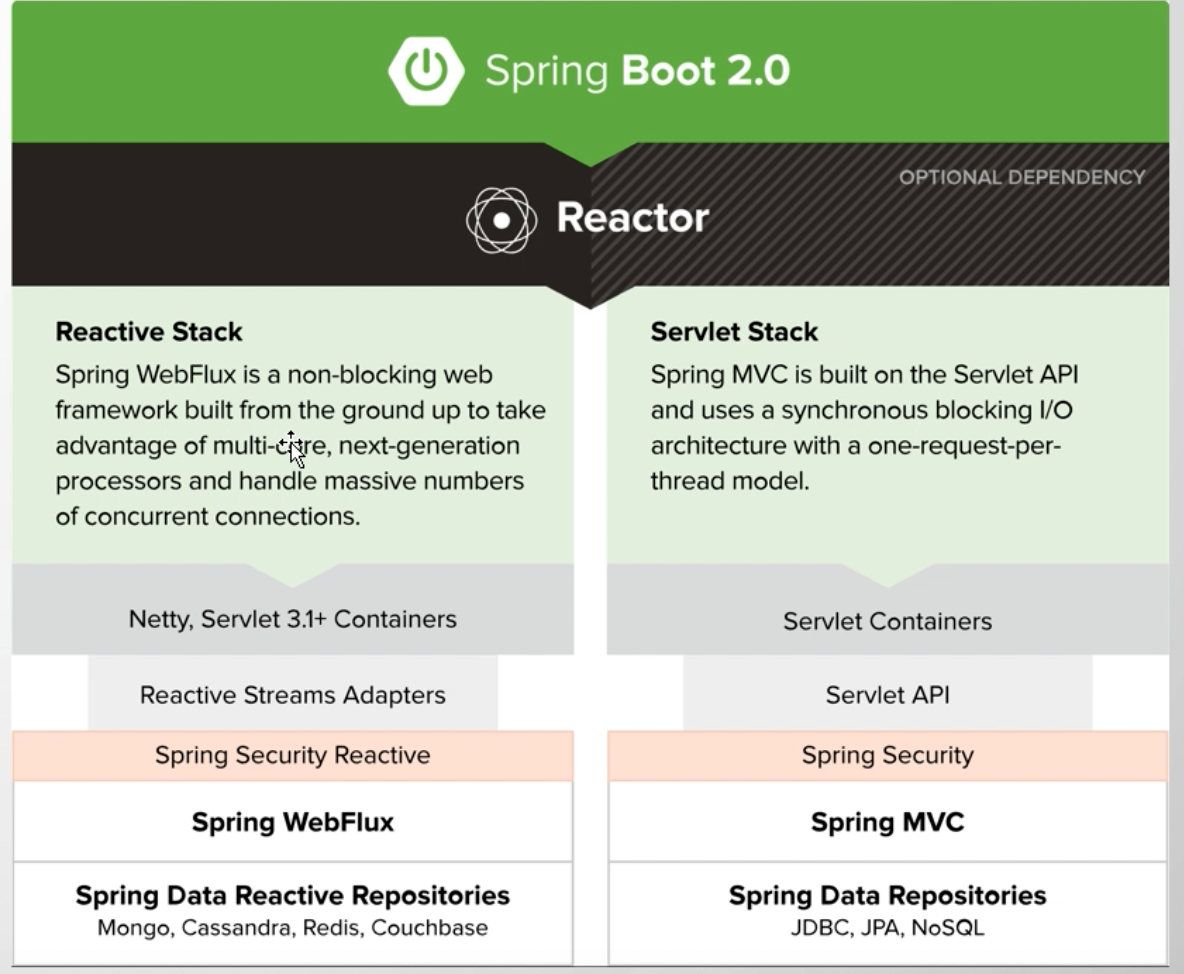 Spring Boot 2.0
OPTIONAL DEPENDENCY
Reactor
Reactive Stack
Spring WebFlux is a non-blocking web
framework built from the ground up to take
advantage of multi-core, next-generation
processors and handle massive numbers
of concurrent connections.
Netty, Servlet 3.1+ Containers
Reactive Streams Adapters
Spring Security Reactive
Spring WebFlux
Spring Data Reactive Repositories
Mongo, Cassandra, Redis, Couchbase
Servlet Stack
Spring MVC is built on the Servlet API
and uses a synchronous blocking I/O
architecture with a one-request-per-
thread model.
Servlet Containers
Servlet API
Spring Security
Spring MVC
Spring Data Repositories
JDBC, JPA, NoSQL